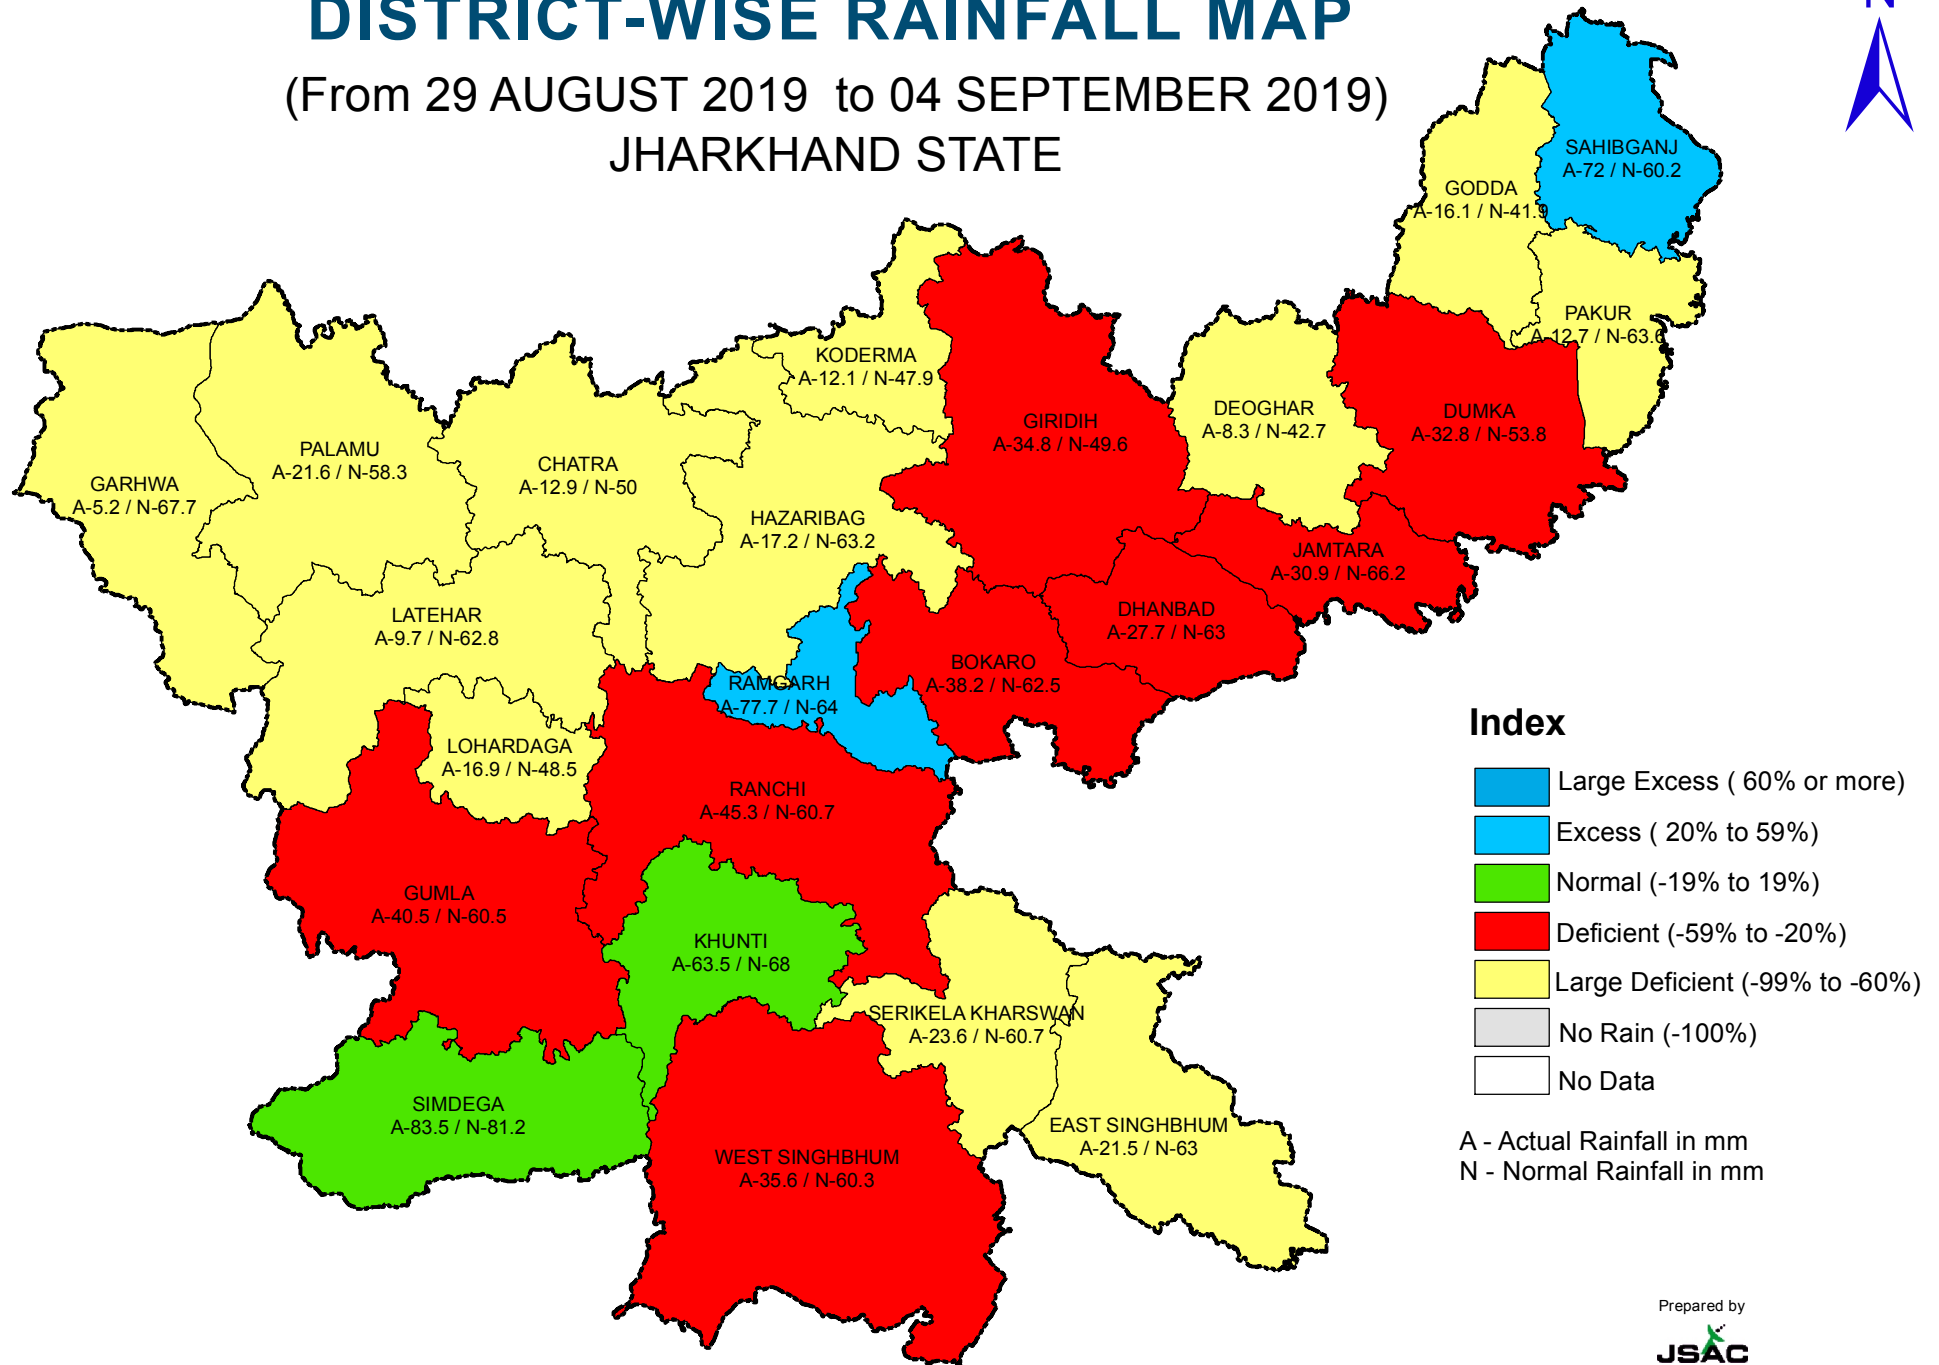 DISTRICT-WISE RAINFALL MAP
N
(From 29 AUGUST 2019 to 04 SEPTEMBER 2019)
JHARKHAND STATE
SAHIBGANJ
A-72 / N-60.2
GODDA
A-16.1 / N-41.9
PAKUR
A-12.7 / N-63.6
KODERMA
A-12.1 / N-47.9
GIRIDIH
A-34.8 / N-49.6
DEOGHAR
A-8.3 / N-42.7
DUMKA
A-32.8 / N-53.8
PALAMU
A-21.6 / N-58.3
CHATRA
A-12.9 / N-50
GARHWA
A-5.2 / N-67.7
HAZARIBAG
A-17.2 / N-63.2
JAMTARA
A-30.9 / N-66.2
LATEHAR
A-9.7 / N-62.8
DHANBAD
A-27.7 / N-63
BOKARO
A-38.2 / N-62.5
RAMGARH
A-77.7 / N-64
LOHARDAGA
A-16.9 / N-48.5
RANCHI
A-45.3 / N-60.7
GUMLA
A-40.5 / N-60.5
KHUNTI
A-63.5 / N-68
SERIKELA KHARSWAN
A-23.6 / N-60.7
SIMDEGA
A-83.5 / N-81.2
EAST SINGHBHUM
A-21.5 / N-63
WEST SINGHBHUM
A-35.6 / N-60.3
Index
Large Excess ( 60% or more)
Excess ( 20% to 59%)
Normal (-19% to 19%)
Deficient (-59% to -20%)
Large Deficient (-99% to -60%)
No Rain (-100%)
No Data
A - Actual Rainfall in mm
N - Normal Rainfall in mm
Prepared by
JSAC